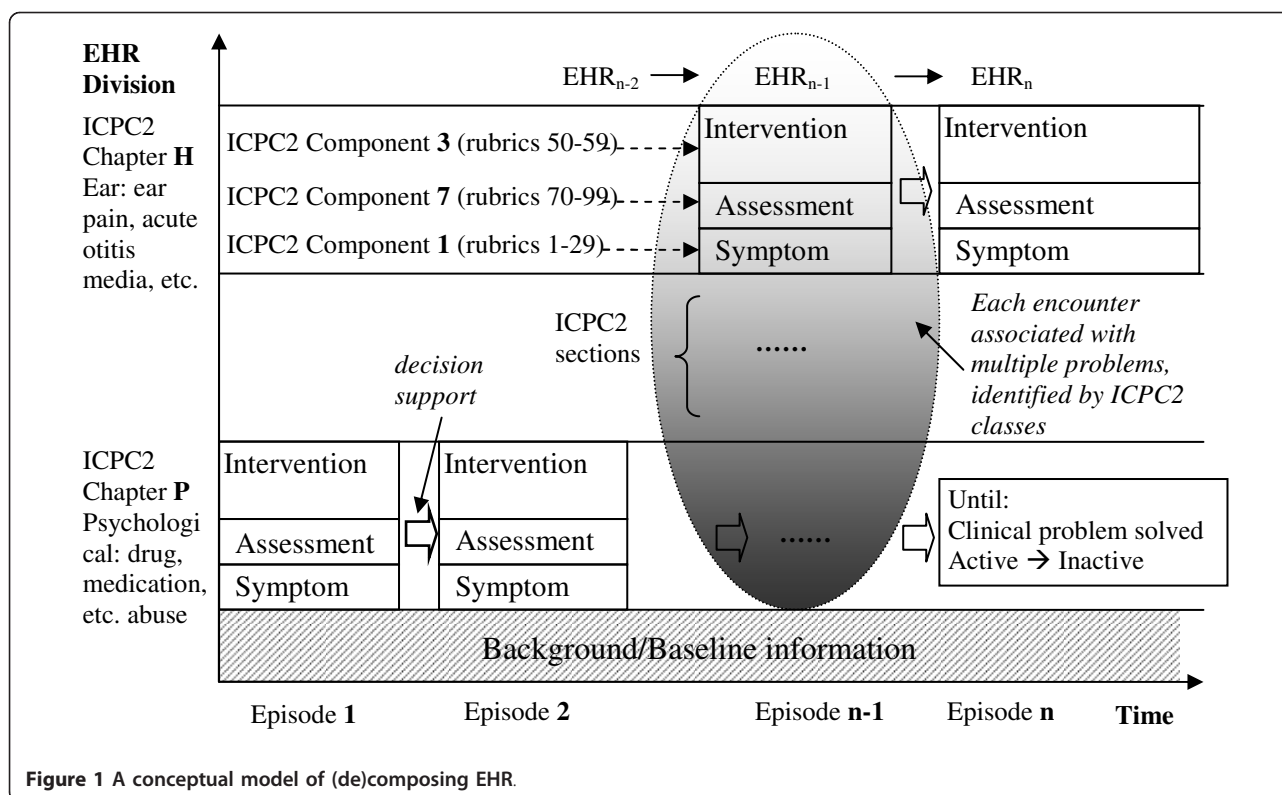 EHR
Division
EHRn-2
EHRn-1
EHRn
ICPC2
Chapter H
Ear: ear
pain, acute
otitis
media, etc.
ICPC2 Component 3 (rubrics 50-59)
ICPC2 Component 7 (rubrics 70-99)
ICPC2 Component 1 (rubrics 1-29)
Intervention
Assessment
Symptom
Intervention
Assessment
Symptom
ICPC2
sections
......
Each encounter
associated with
multiple problems,
identified by ICPC2
classes
decision
support
ICPC2
Chapter P
Psychologi
cal: drug,
medication,
etc. abuse
Intervention
Assessment
Symptom
Intervention
Assessment
Symptom
......
Until:
Clinical problem solved
Active → Inactive
Background/Baseline information
Episode 1
Episode 2
Episode n-1
Episode n
Time
Figure 1 A conceptual model of (de)composing EHR.